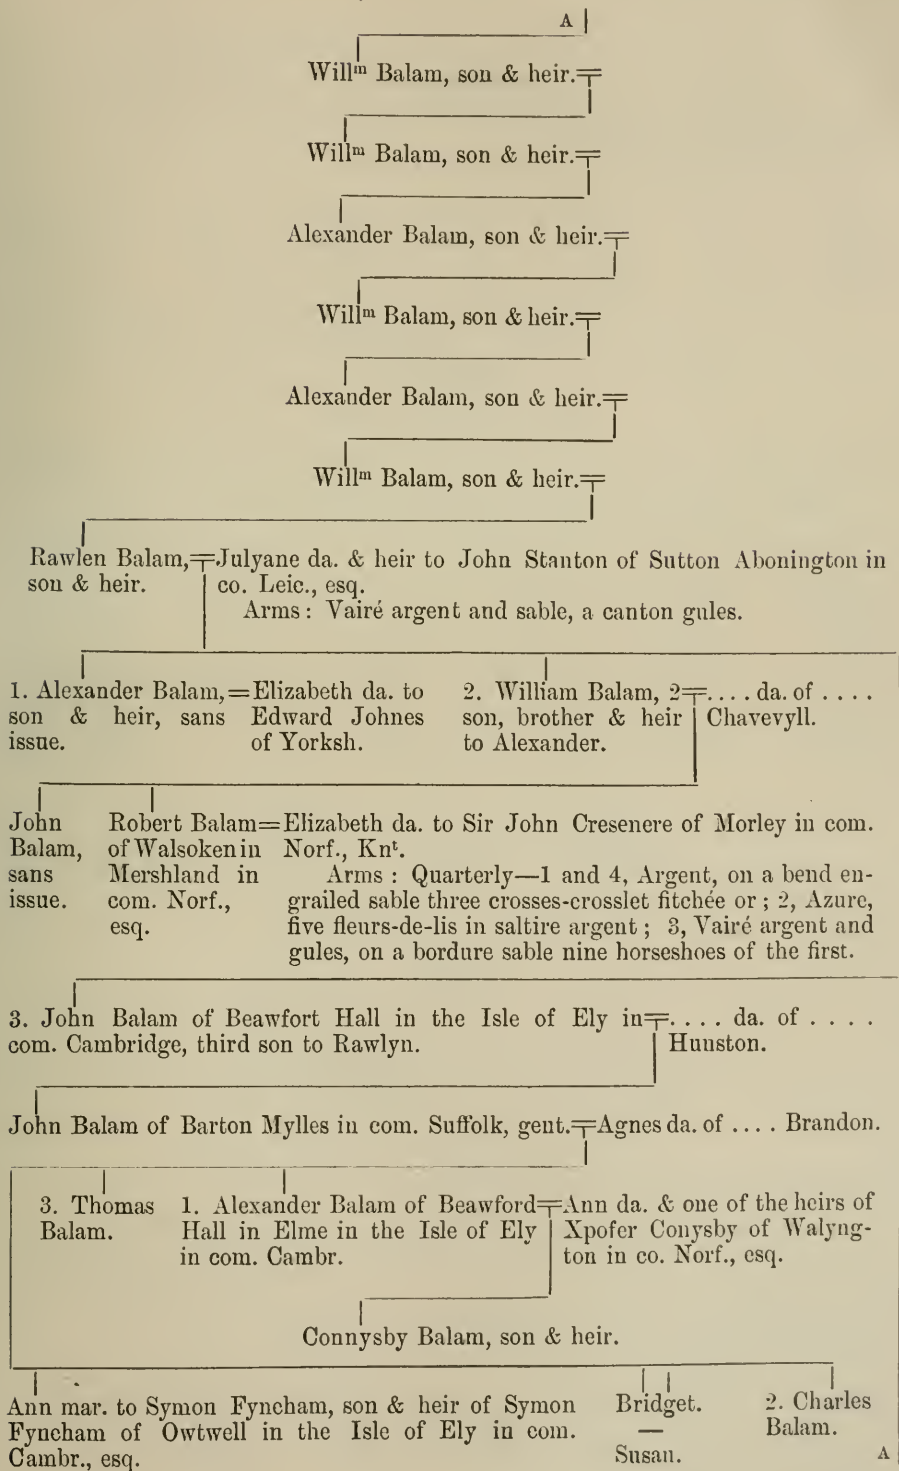 A
Willᵐ Balam, son & heir.
Willᵐ Balam, son & heir.
Alexander Balam, son & heir.
Willᵐ Balam, son & heir.
Alexander Balam, son & heir.
Willᵐ Balam, son & heir.
Rawlen Balam,
son & heir.
Julyane da. & heir to John Stanton of Sutton Abonington in
co. Leic., esq.
Arms : Vairé argent and sable, a canton gules.
1. Alexander Balam,
son & heir, sans
issue.
=Elizabeth da. to
Edward Johnes
of Yorksh.
2. William Balam, 2
son, brother & heir
to Alexander.
. . . . da. of . . . .
Chavevyll.
John
Balam,
sans
issue.
Robert Balam
of Walsoken in
Mershland in
com. Norf.,
esq.
=Elizabeth da. to Sir John Cresenere of Morley in com.
Norf., Knᵗ.
Arms : Quarterly—1 and 4, Argent, on a bend en-
grailed sable three crosses-crosslet fitchée or ; 2, Azure,
five fleurs-de-lis in saltire argent ; 3, Vairé argent and
gules, on a bordure sable nine horseshoes of the first.
3. John Balam of Beawfort Hall in the Isle of Ely in
com. Cambridge, third son to Rawlyn.
. . . . da. of . . . .
Hunston.
John Balam of Barton Mylles in com. Suffolk, gent.
Agnes da. of . . . . Brandon.
3. Thomas
Balam.
1. Alexander Balam of Beawford
Hall in Elme in the Isle of Ely
in com. Cambr.
Ann da. & one of the heirs of
Xpofer Conysby of Walyng-
ton in co. Norf., esq.
Connysby Balam, son & heir.
Ann mar. to Symon Fyncham, son & heir of Symon
Fyncham of Owtwell in the Isle of Ely in com.
Cambr., esq.
Bridget.
—
Susan.
2. Charles
Balam.
A